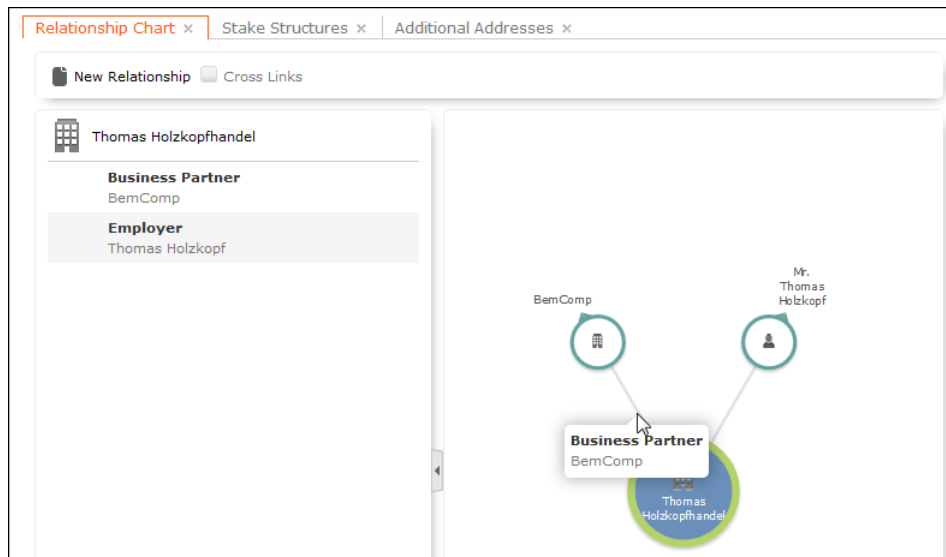 Relationship Chart × Stake Structures × Additional Addresses ×
New Relationship Cross Links
Thomas Holzkopfhandel
Business Partner
BemComp
Employer
Thomas Holzkopf
Mr.
Thomas
Holzkopf
BemComp
Business Partner
BemComp
Thomas
Holzkopfhandel